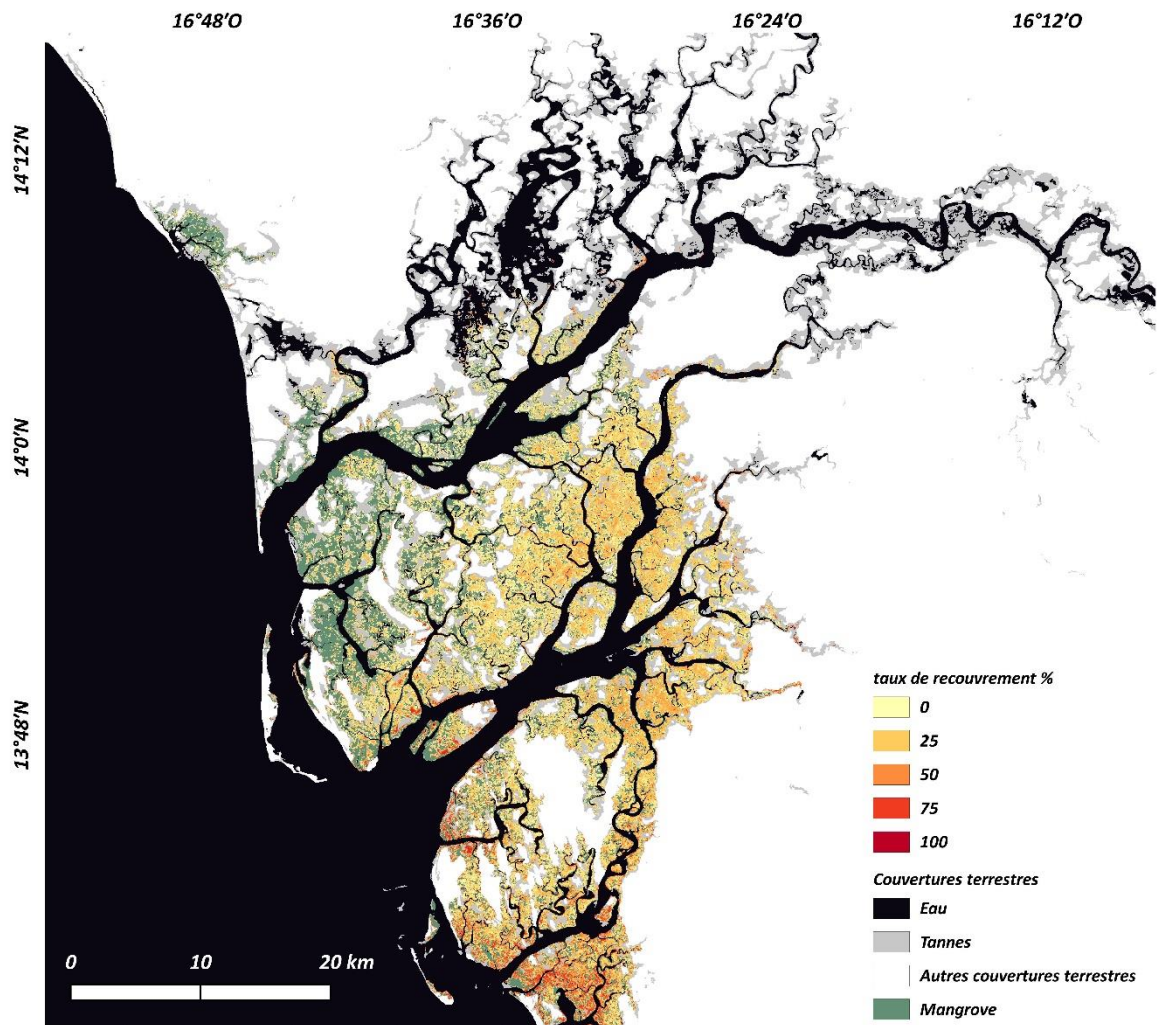 16°48’O 16°36’O 16°24’O 16°12’O
14°12’N
14°0’N
13°48’N
taux de recouvrement %
0
25
50
75
100
Couvertures terrestres
Eau
Tannes
Autres couvertures terrestres
Mangrove
0 10 20 km